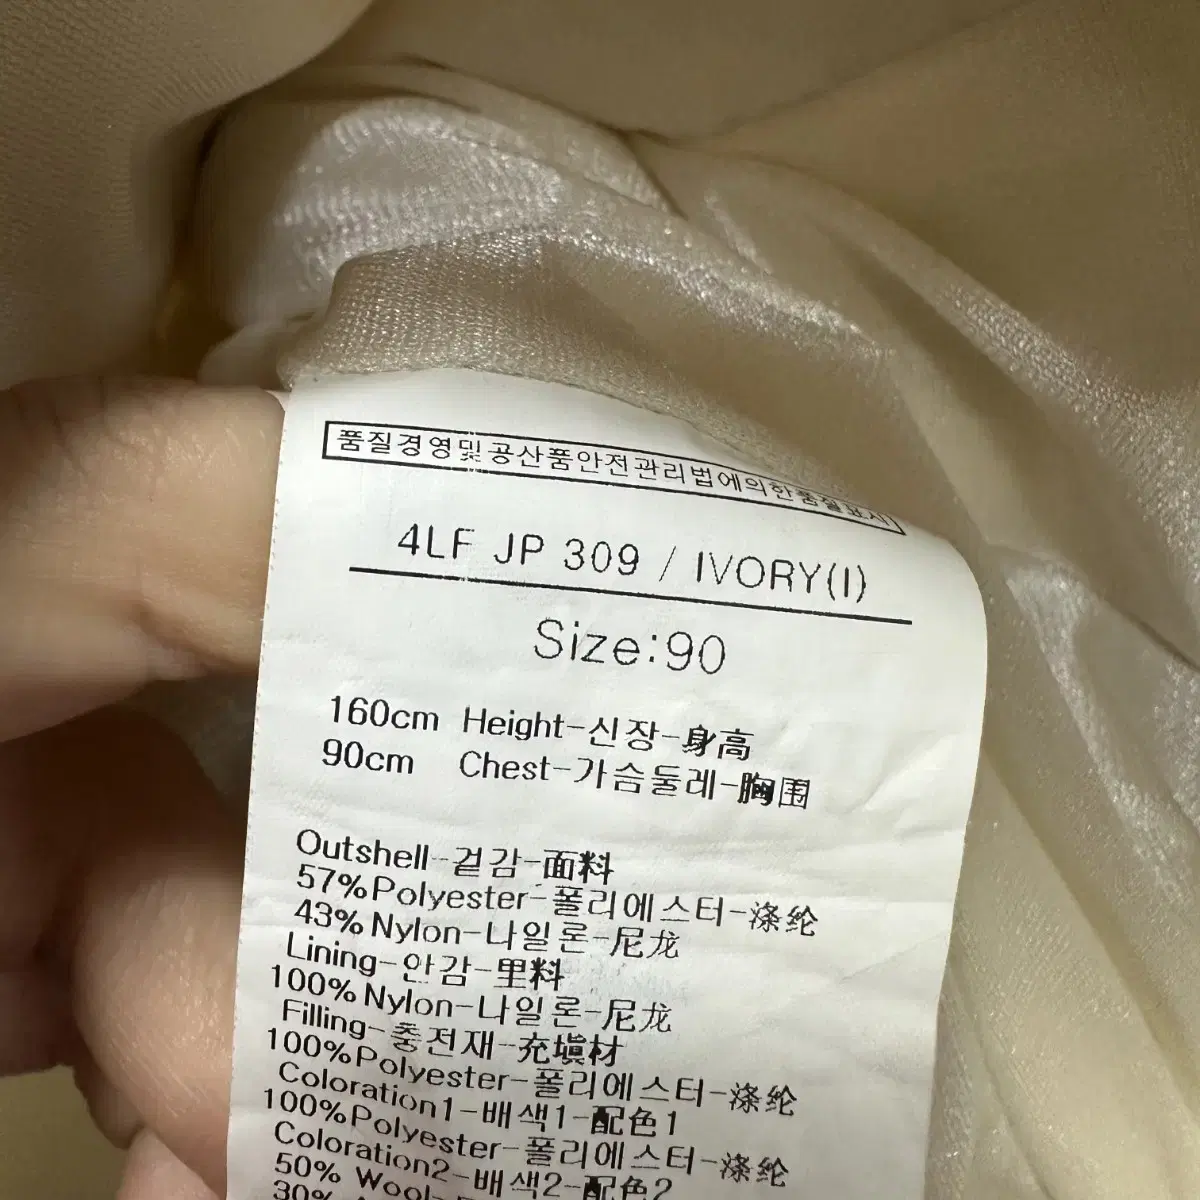 품질경영및공산품안전관리법에의한품질표시
4LF JP 309 / IVORY(I)
Size:90
160cm Height-신장-身高
90cm Chest-가슴둘레-胸围
Outshell-겉감-面料
57%Polyester-폴리에스터-涤纶
43%Nylon-나일론-尼龙
Lining-안감-里料
100%Nylon-나일론-尼龙
Filling-충전재-充塡材
100%Polyester-폴리에스터-涤纶
Coloration1-배색1-配色1
100%Polyester-폴리에스터-涤纶
Coloration2-배색2-配色2
50% Wool-
30%